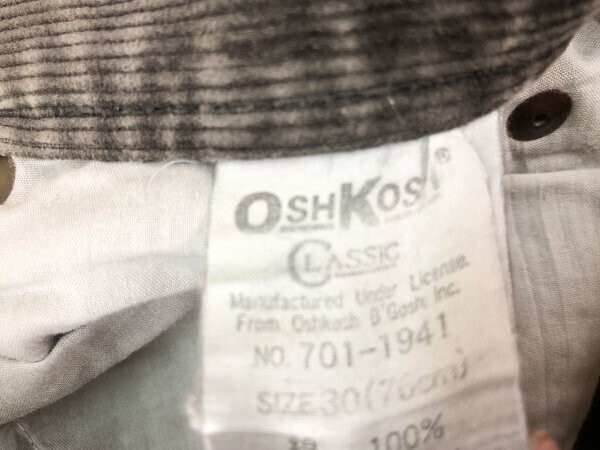 OSHKOSH®
CLASSIC
Manufactured Under License.
From Oshkosh B'Gosh, Inc.
NO. 701-1941
SIZE 30(76cm)
100%